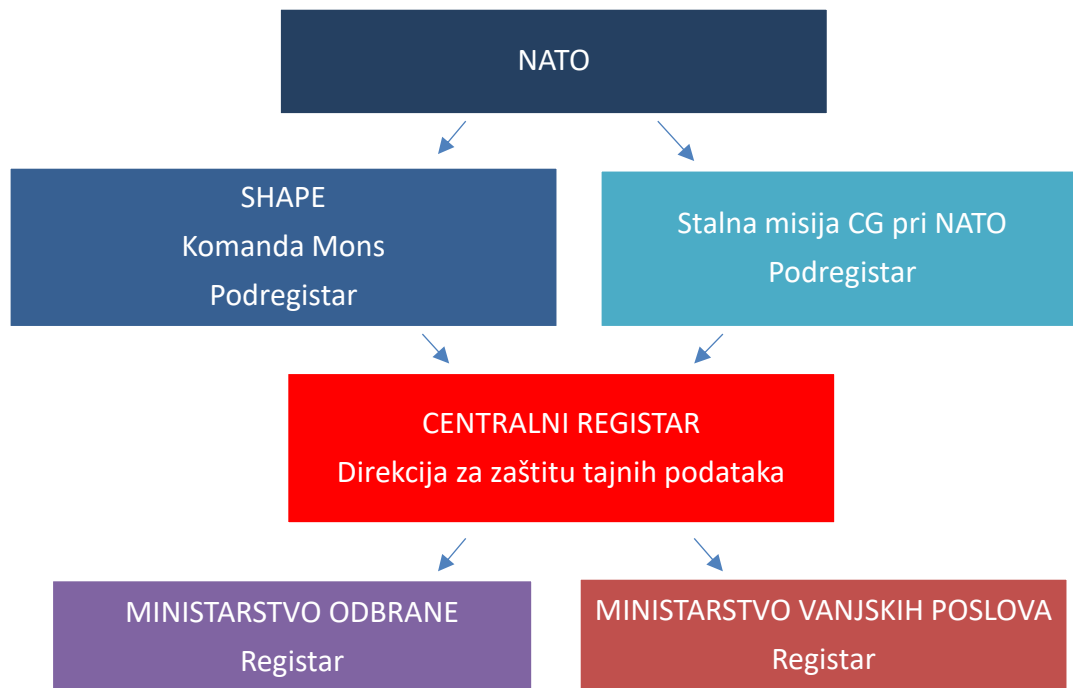 NATO
SHAPE
Komanda Mons
Podregistar
Stalna misija CG pri NATO
Podregistar
CENTRALNI REGISTAR
Direkcija za zaštitu tajnih podataka
MINISTARSTVO ODBRANE
Registar
MINISTARSTVO VANJSKIH POSLOVA
Registar